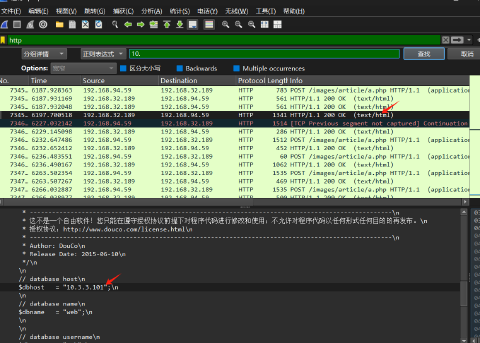 文件(F) 编辑(E) 视图(V) 跳转(G) 捕获(C) 分析(A) 统计(S) 电话(Y) 无线(W) 工具(T) 帮助(H)
http
分组详情 正则表达式 10. 查找 取消
Options: 区分大小写 Backwards Multiple occurrences
No. Time Source Destination Protocol Lengtl Info
7345… 6187.928363 192.168.94.59 192.168.32.189 HTTP 783 POST /images/article/a.php HTTP/1.1 (application
7345… 6187.931169 192.168.32.189 192.168.94.59 HTTP 561 HTTP/1.1 200 OK (text/html)
7345… 6187.932048 192.168.32.189 192.168.94.59 HTTP 561 HTTP/1.1 200 OK (text/html)
7345… 6197.700518 192.168.32.189 192.168.94.59 HTTP 1341 HTTP/1.1 200 OK (text/html)
7346… 6227.032142 192.168.32.189 192.168.94.59 HTTP 1514 [TCP Previous segment not captured] Continuation
7346… 6229.145098 192.168.32.189 192.168.94.59 HTTP 286 HTTP/1.1 200 OK (text/html)
7346… 6232.647486 192.168.94.59 192.168.32.189 HTTP 1512 POST /images/article/a.php HTTP/1.1 (application
7346… 6232.652412 192.168.32.189 192.168.94.59 HTTP 452 HTTP/1.1 200 OK (text/html)
7346… 6236.483551 192.168.94.59 192.168.32.189 HTTP 60 POST /images/article/a.php HTTP/1.1 (application
7346… 6236.490167 192.168.32.189 192.168.94.59 HTTP 1062 HTTP/1.1 200 OK (text/html)
7346… 6263.502354 192.168.94.59 192.168.32.189 HTTP 1535 POST /images/article/a.php HTTP/1.1 (application
7346… 6263.507267 192.168.32.189 192.168.94.59 HTTP 469 HTTP/1.1 200 OK (text/html)
7346… 6266.032887 192.168.94.59 192.168.32.189 HTTP 1535 POST /images/article/a.php HTTP/1.1 (application
* 这不是一个自由软件！您只能在遵守授权协议前提下对程序代码进行修改和使用；不允许对程序代码以任何形式任何目的的再发布。\n
* 授权协议：http://www.douco.com/license.html\n
* Author: DouCo\n
* Release Date: 2015-06-10\n
*/\n
\n
// database host\n
$dbhost = "10.3.3.101";\n
\n
// database name\n
$dbname = "web";\n
\n
// database username\n